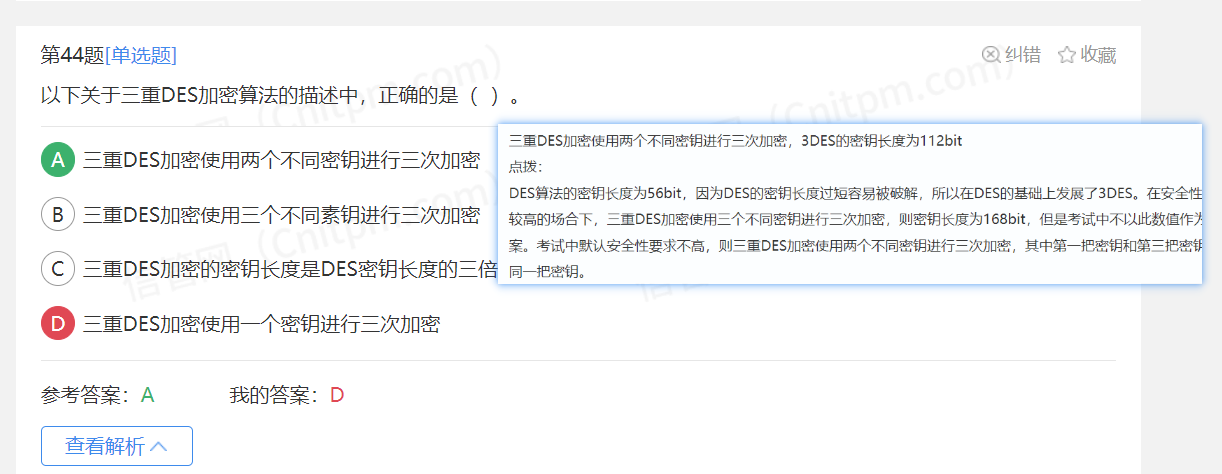 第44题[单选题]
纠错
收藏
以下关于三重DES加密算法的描述中，正确的是（ ）。
A 三重DES加密使用两个不同密钥进行三次加密
B 三重DES加密使用三个不同素钥进行三次加密
C 三重DES加密的密钥长度是DES密钥长度的三倍
D 三重DES加密使用一个密钥进行三次加密
三重DES加密使用两个不同密钥进行三次加密，3DES的密钥长度为112bit
点拨：
DES算法的密钥长度为56bit，因为DES的密钥长度过短容易被破解，所以在DES的基础上发展了3DES。在安全性
较高的场合下，三重DES加密使用三个不同密钥进行三次加密，则密钥长度为168bit，但是考试中不以此数值作为
案。考试中默认安全性要求不高，则三重DES加密使用两个不同密钥进行三次加密，其中第一把密钥和第三把密钥
同一把密钥。
参考答案：A
我的答案：D
查看解析